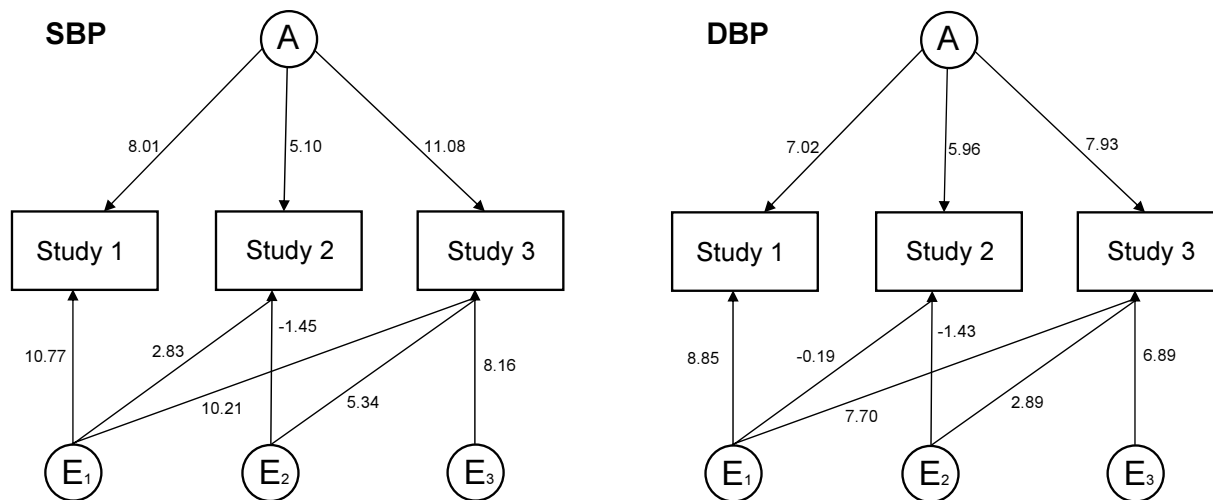 SBP
A
8.01
5.10
11.08
Study 1
Study 2
Study 3
10.77
2.83
-1.45
10.21
5.34
8.16
E1
E2
E3
DBP
A
7.02
5.96
7.93
Study 1
Study 2
Study 3
8.85
-0.19
-1.43
7.70
2.89
6.89
E1
E2
E3